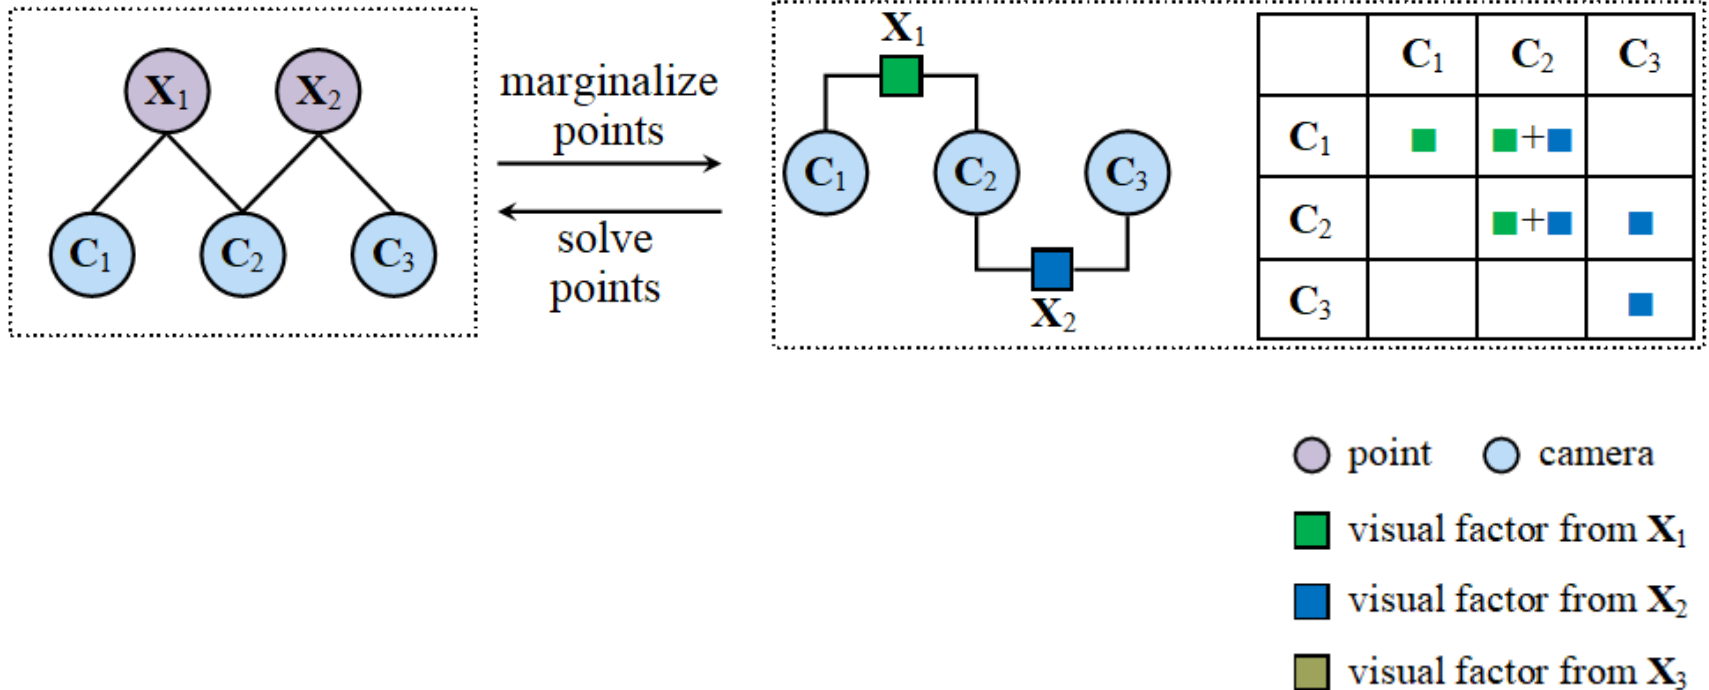 X1 X2
C1 C2 C3
marginalize
points
solve
points
X1
C1 C2 C3
X2
C1 C2 C3
C1 + 
C2 + 
C3
point camera
visual factor from X1
visual factor from X2
visual factor from X3